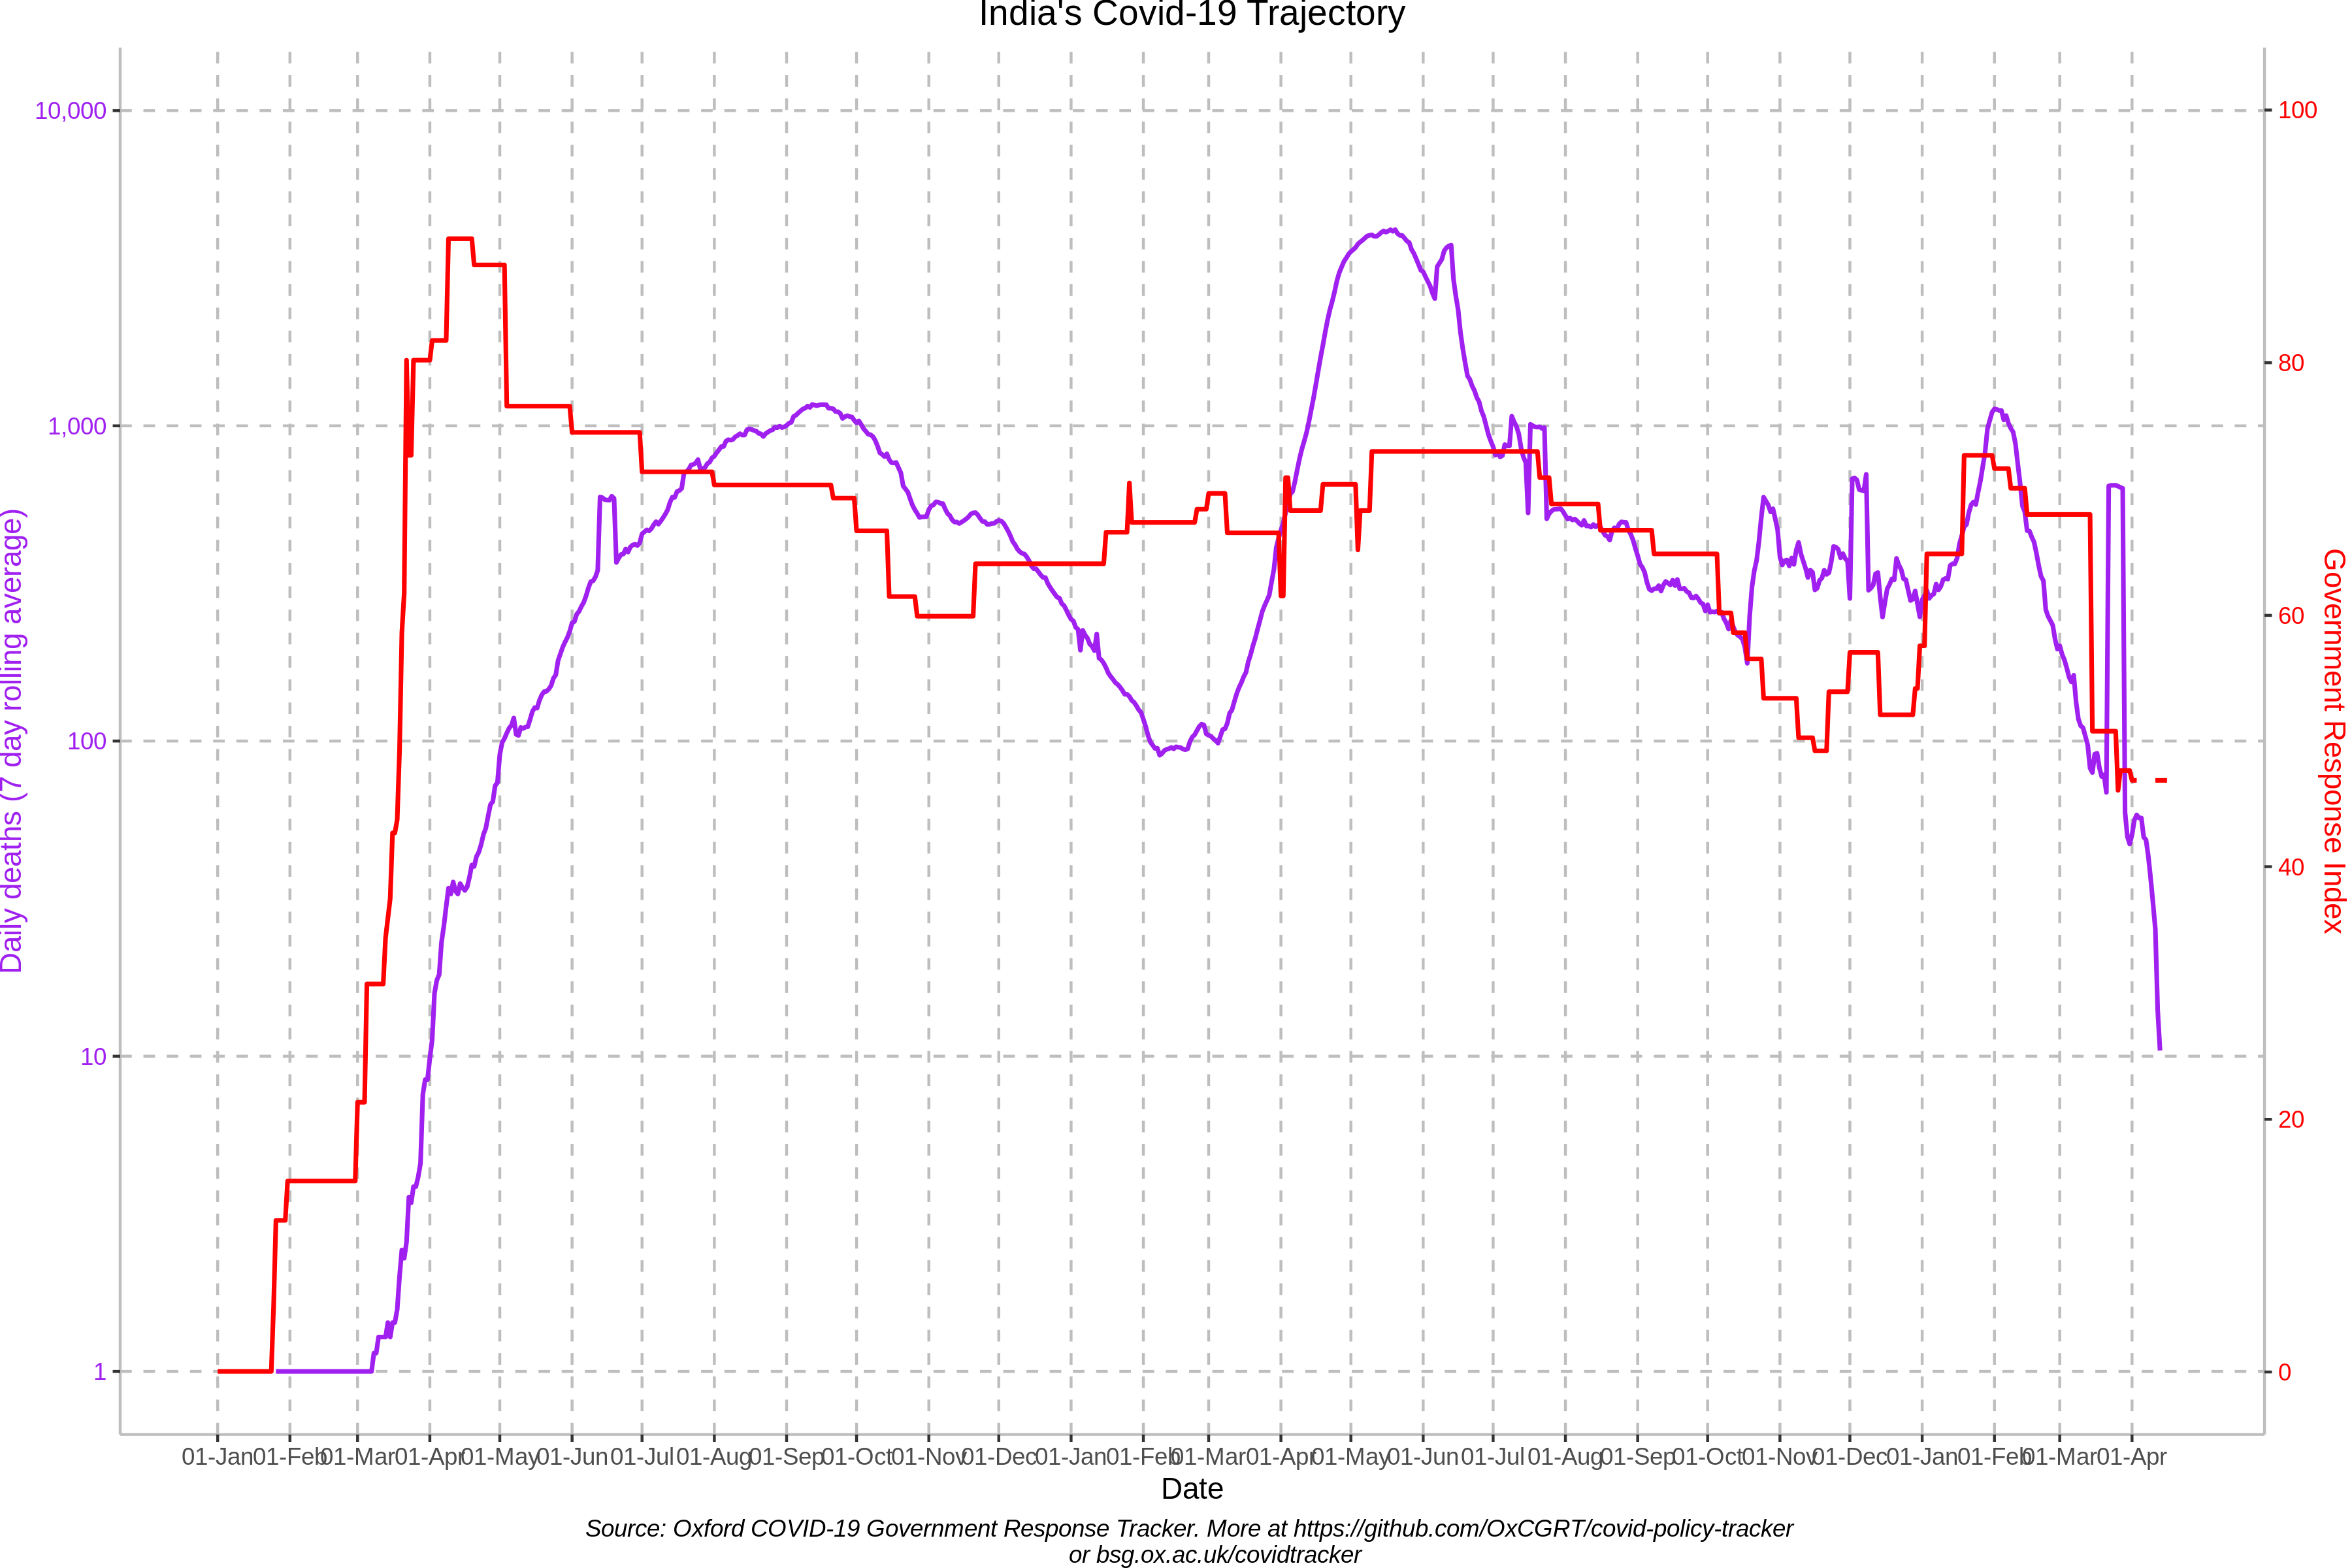 India's Covid-19 Trajectory
10,000
1,000
100
10
1
Daily deaths (7 day rolling average)
100
80
60
40
20
0
Government Response Index
01-Jan 01-Feb 01-Mar 01-Apr 01-May 01-Jun 01-Jul 01-Aug 01-Sep 01-Oct 01-Nov 01-Dec 01-Jan 01-Feb 01-Mar 01-Apr 01-May 01-Jun 01-Jul 01-Aug 01-Sep 01-Oct 01-Nov 01-Dec 01-Jan 01-Feb 01-Mar 01-Apr
Date
Source: Oxford COVID-19 Government Response Tracker. More at https://github.com/OxCGRT/covid-policy-tracker
or bsg.ox.ac.uk/covidtracker